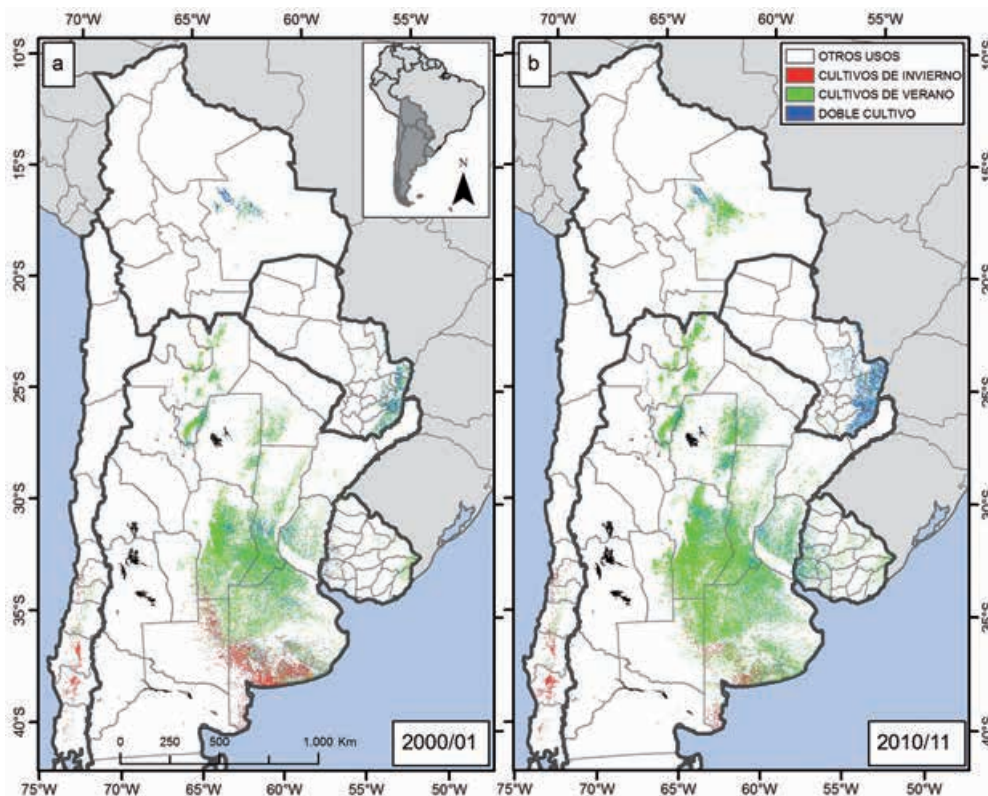 70°W 65°W 60°W 55°W 70°W 65°W 60°W 55°W
a
b
OTROS USOS
CULTIVOS DE INVIERNO
CULTIVOS DE VERANO
DOBLE CULTIVO
N
10°S 10°S
15°S 15°S
20°S 20°S
25°S 25°S
30°S 30°S
35°S 35°S
40°S 40°S
0 250 500 1.000 Km
2000/01
2010/11
75°W 70°W 65°W 60°W 55°W 50°W 75°W 70°W 65°W 60°W 55°W 50°W